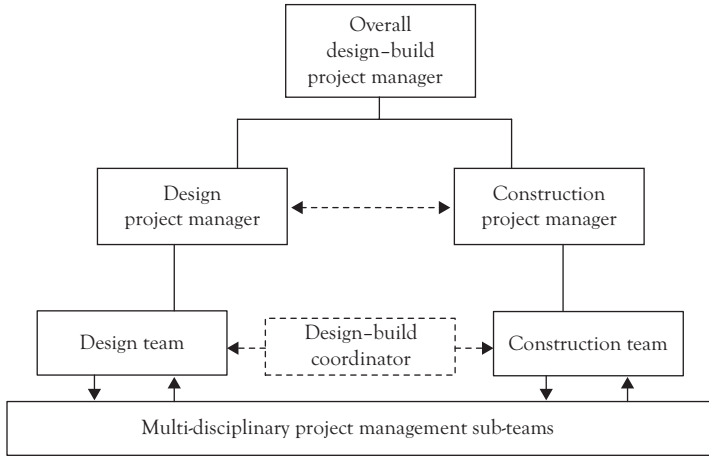 Overall
design–build
project manager
Design
project manager
Construction
project manager
Design team
Design–build
coordinator
Construction team
Multi-disciplinary project management sub-teams